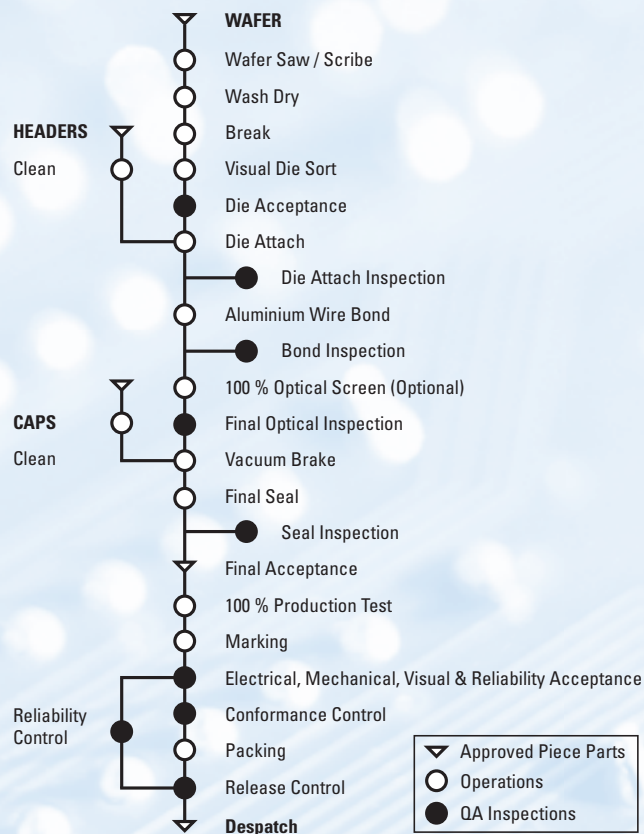 WAFER
Wafer Saw / Scribe
Wash Dry
HEADERS
Break
Clean
Visual Die Sort
Die Acceptance
Die Attach
Die Attach Inspection
Aluminium Wire Bond
Bond Inspection
100 % Optical Screen (Optional)
CAPS
Final Optical Inspection
Clean
Vacuum Brake
Final Seal
Seal Inspection
Final Acceptance
100 % Production Test
Marking
Electrical, Mechanical, Visual & Reliability Acceptance
Reliability
Control
Conformance Control
Packing
Release Control
Despatch
Approved Piece Parts
Operations
QA Inspections